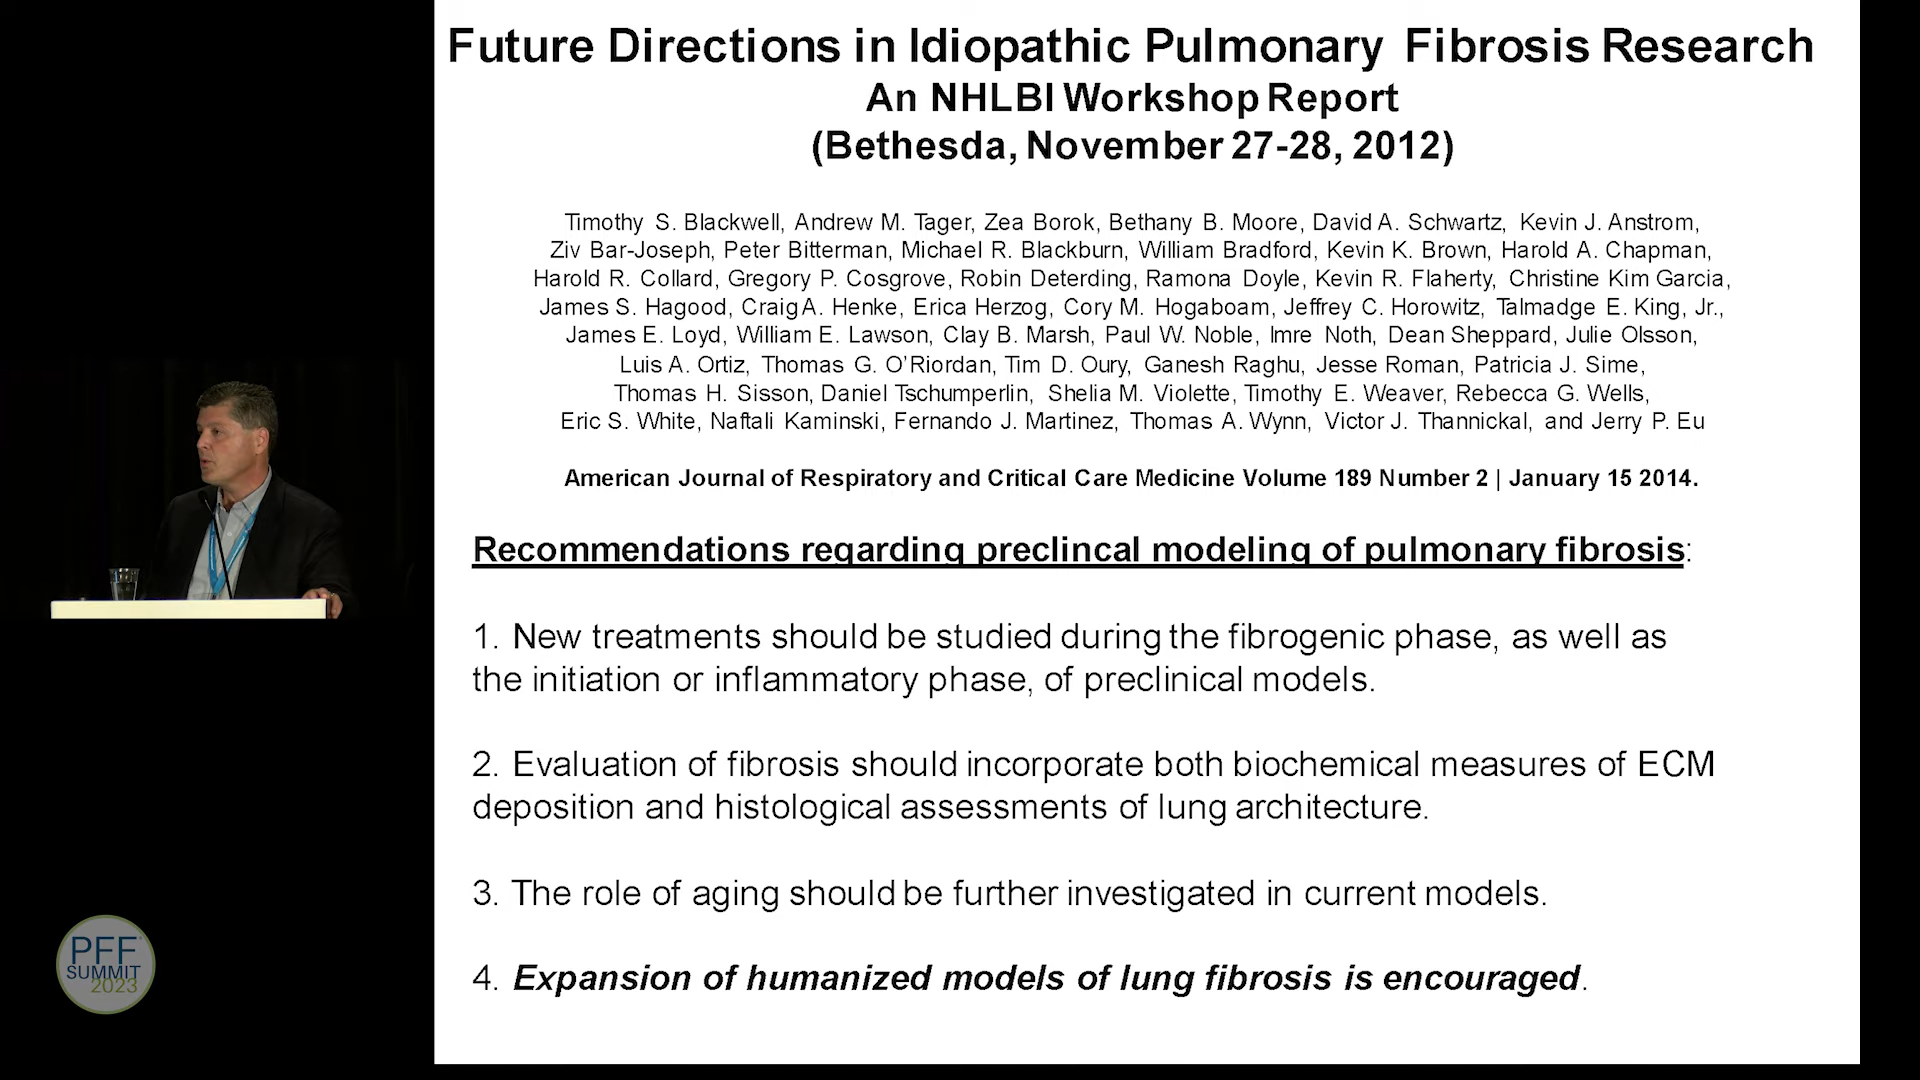 Future Directions in Idiopathic Pulmonary Fibrosis Research
An NHLBI Workshop Report
(Bethesda, November 27-28, 2012)
Timothy S. Blackwell, Andrew M. Tager, Zea Borok, Bethany B. Moore, David A. Schwartz, Kevin J. Anstrom,
Ziv Bar-Joseph, Peter Bitterman, Michael R. Blackburn, William Bradford, Kevin K. Brown, Harold A. Chapman,
Harold R. Collard, Gregory P. Cosgrove, Robin Deterding, Ramona Doyle, Kevin R. Flaherty, Christine Kim Garcia,
James S. Hagood, Craig A. Henke, Erica Herzog, Cory M. Hogaboam, Jeffrey C. Horowitz, Talmadge E. King, Jr.,
James E. Loyd, William E. Lawson, Clay B. Marsh, Paul W. Noble, Imre Noth, Dean Sheppard, Julie Olsson,
Luis A. Ortiz, Thomas G. O'Riordan, Tim D. Oury, Ganesh Raghu, Jesse Roman, Patricia J. Sime,
Thomas H. Sisson, Daniel Tschumperlin, Shelia M. Violette, Timothy E. Weaver, Rebecca G. Wells,
Eric S. White, Naftali Kaminski, Fernando J. Martinez, Thomas A. Wynn, Victor J. Thannickal, and Jerry P. Eu
American Journal of Respiratory and Critical Care Medicine Volume 189 Number 2 | January 15 2014.
Recommendations regarding preclincal modeling of pulmonary fibrosis:
1. New treatments should be studied during the fibrogenic phase, as well as
the initiation or inflammatory phase, of preclinical models.
2. Evaluation of fibrosis should incorporate both biochemical measures of ECM
deposition and histological assessments of lung architecture.
3. The role of aging should be further investigated in current models.
4. Expansion of humanized models of lung fibrosis is encouraged.
PFF
SUMMIT
2023